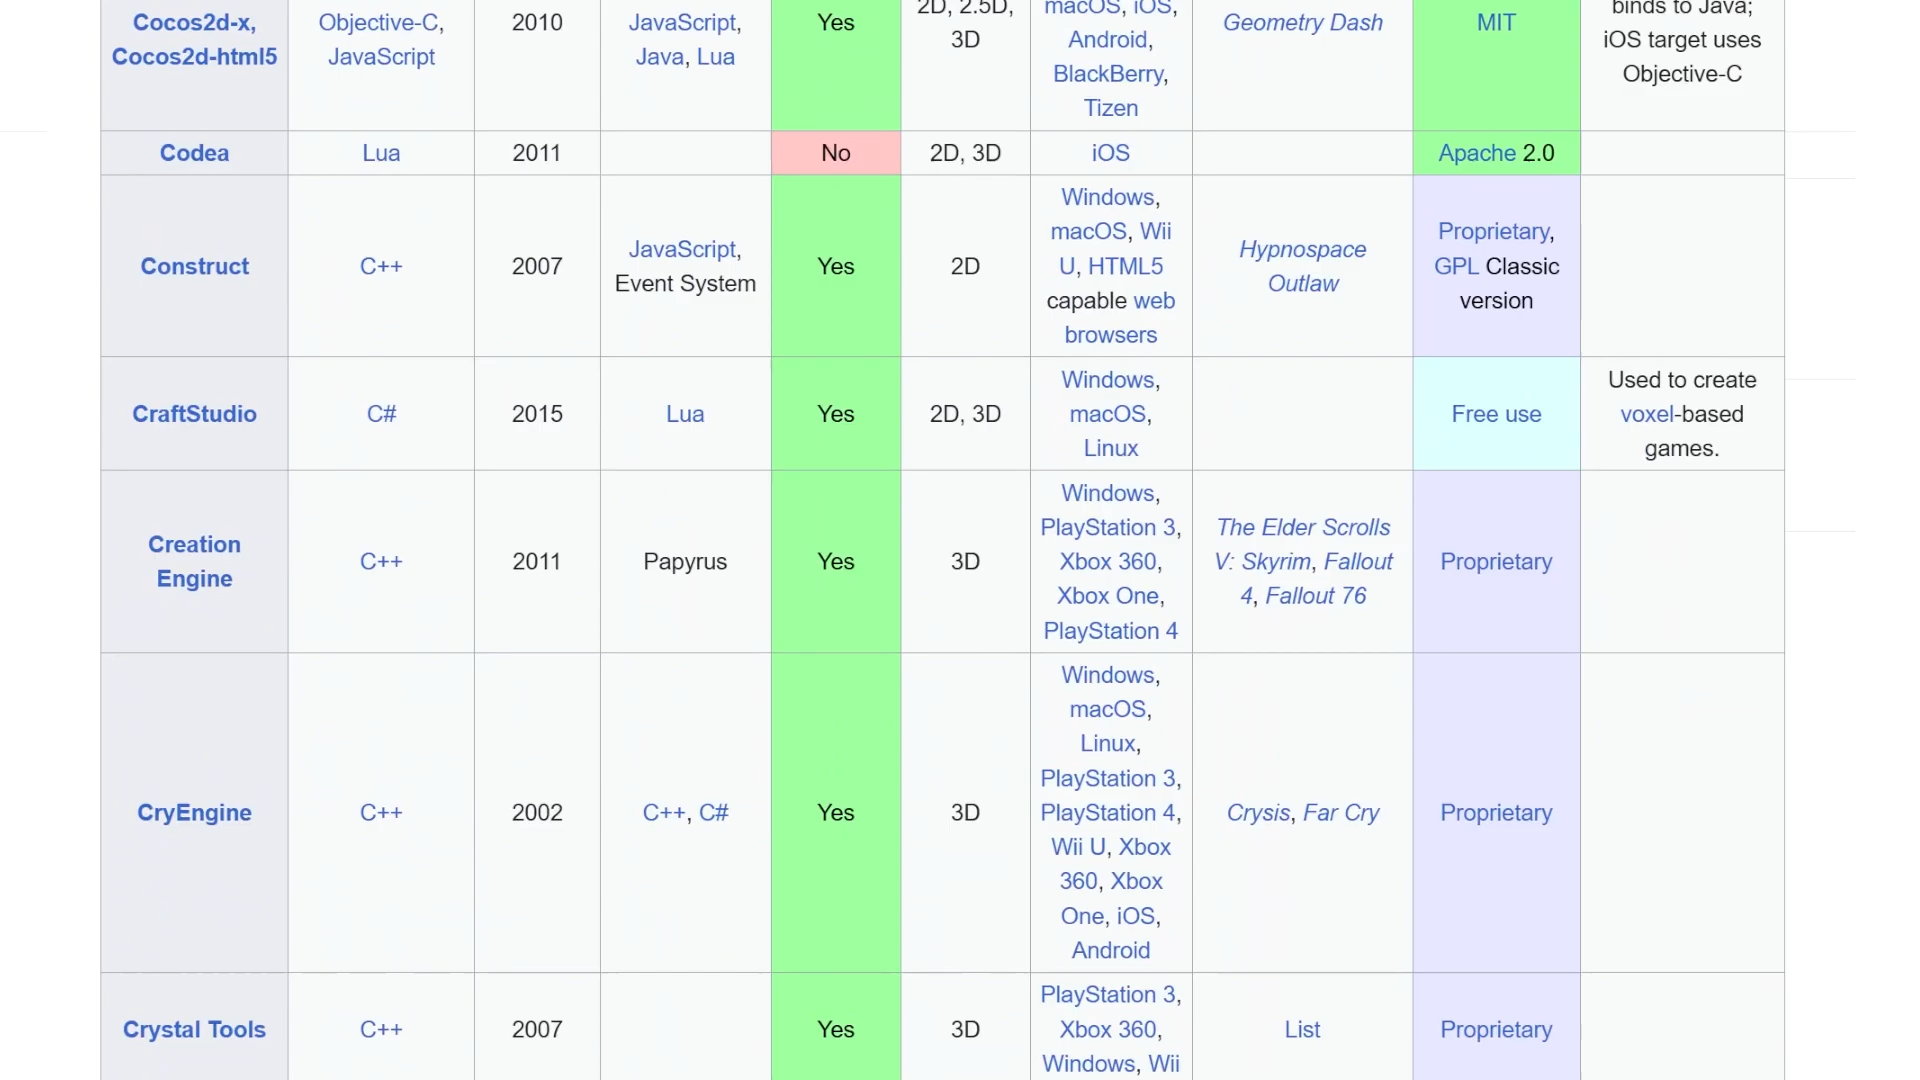 Cocos2d-x,
Cocos2d-html5
Objective-C,
JavaScript
2010
JavaScript,
Java, Lua
Yes
2D, 2.5D,
3D
macOS, iOS,
Android,
BlackBerry,
Tizen
Geometry Dash
MIT
binds to Java;
iOS target uses
Objective-C
Codea
Lua
2011
No
2D, 3D
iOS
Apache 2.0
Construct
C++
2007
JavaScript,
Event System
Yes
2D
Windows,
macOS, Wii
U, HTML5
capable web
browsers
Hypnospace
Outlaw
Proprietary,
GPL Classic
version
CraftStudio
C#
2015
Lua
Yes
2D, 3D
Windows,
macOS,
Linux
Free use
Used to create
voxel-based
games.
Creation
Engine
C++
2011
Papyrus
Yes
3D
Windows,
PlayStation 3,
Xbox 360,
Xbox One,
PlayStation 4
The Elder Scrolls
V: Skyrim, Fallout
4, Fallout 76
Proprietary
CryEngine
C++
2002
C++, C#
Yes
3D
Windows,
macOS,
Linux,
PlayStation 3,
PlayStation 4,
Wii U, Xbox
360, Xbox
One, iOS,
Android
Crysis, Far Cry
Proprietary
Crystal Tools
C++
2007
Yes
3D
PlayStation 3,
Xbox 360,
Windows, Wii
List
Proprietary